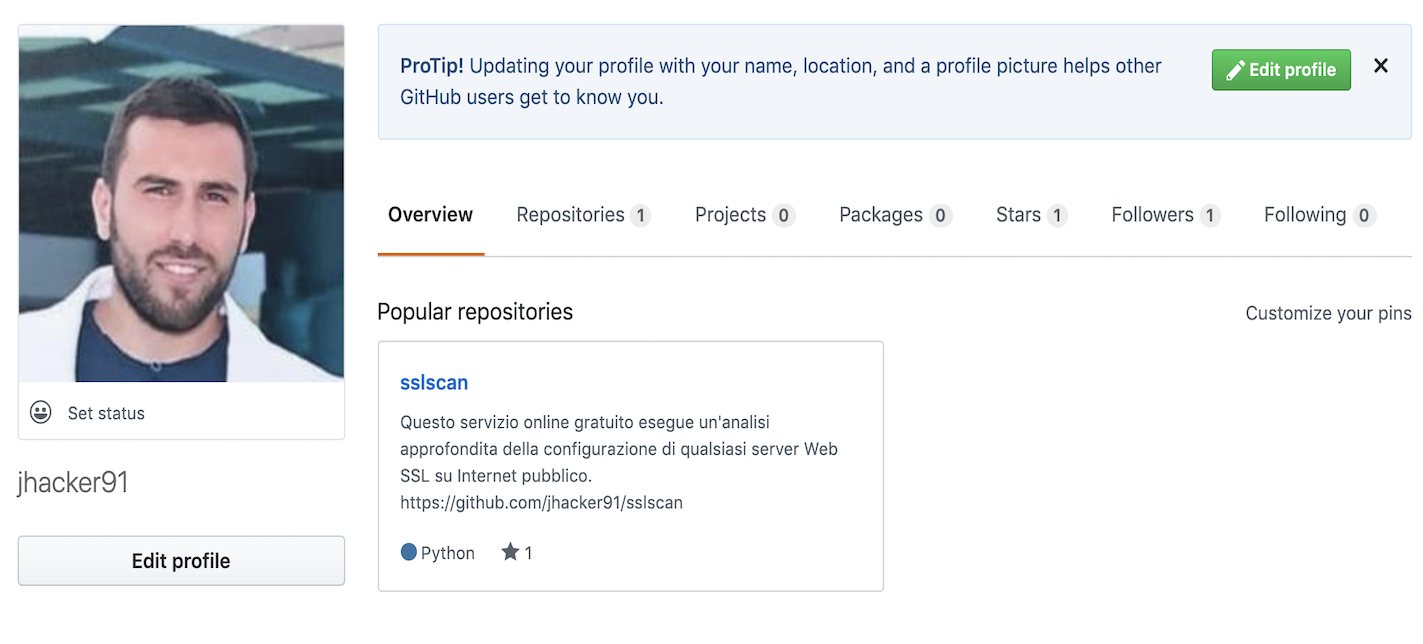 ProTip! Updating your profile with your name, location, and a profile picture helps other
GitHub users get to know you.
Edit profile
Overview
Repositories 1
Projects 0
Packages 0
Stars 1
Followers 1
Following 0
Set status
jhacker91
Edit profile
Popular repositories
Customize your pins
sslscan
Questo servizio online gratuito esegue un'analisi
approfondita della configurazione di qualsiasi server Web
SSL su Internet pubblico.
https://github.com/jhacker91/sslscan
Python
1